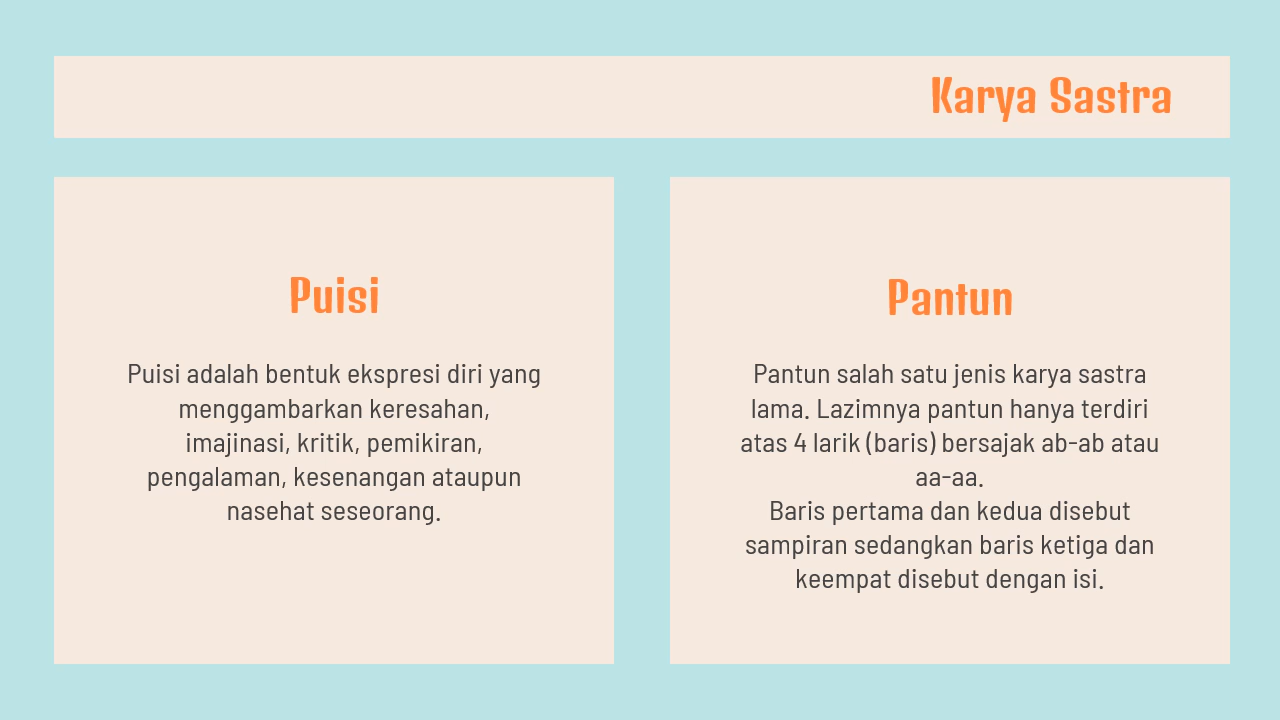 Karya Sastra
Puisi
Puisi adalah bentuk ekspresi diri yang
menggambarkan keresahan,
imajinasi, kritik, pemikiran,
pengalaman, kesenangan ataupun
nasehat seseorang.
Pantun
Pantun salah satu jenis karya sastra
lama. Lazimnya pantun hanya terdiri
atas 4 larik (baris) bersajak ab-ab atau
aa-aa.
Baris pertama dan kedua disebut
sampiran sedangkan baris ketiga dan
keempat disebut dengan isi.